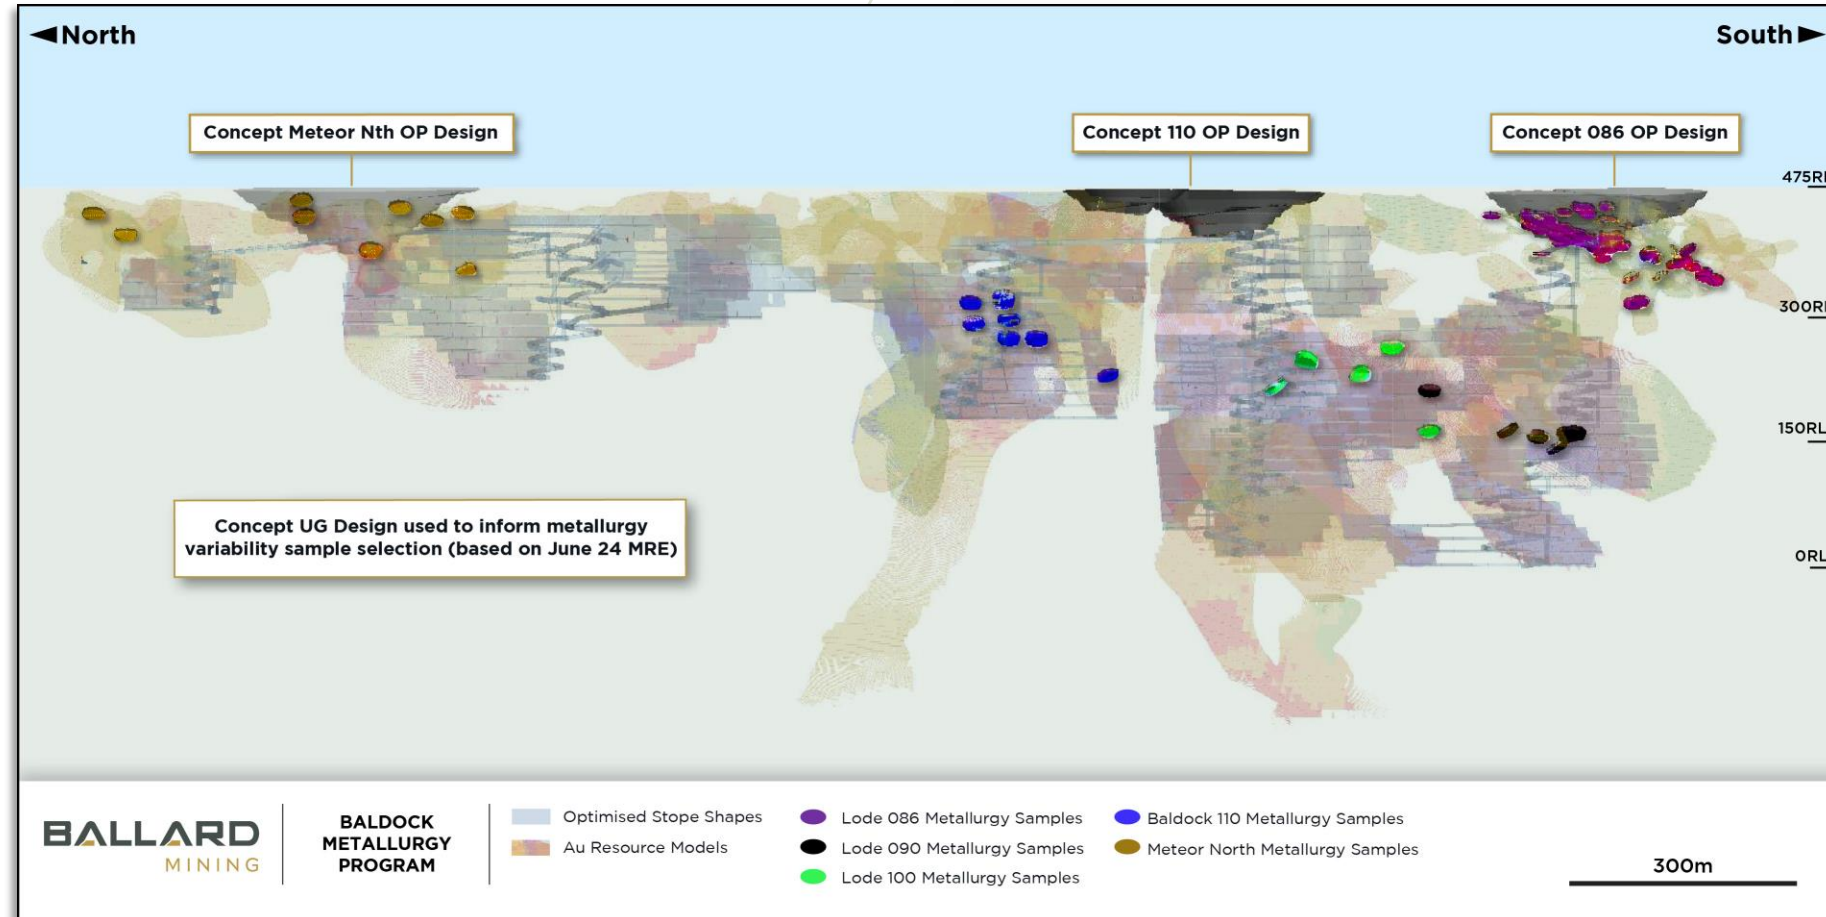 North
South
Concept Meteor Nth OP Design
Concept 110 OP Design
Concept 086 OP Design
475RL
300RL
150RL
0RL
Concept UG Design used to inform metallurgy
variability sample selection (based on June 24 MRE)
BALLARD
MINING
BALDOCK
METALLURGY
PROGRAM
Optimised Stope Shapes
Au Resource Models
Lode 086 Metallurgy Samples
Lode 090 Metallurgy Samples
Lode 100 Metallurgy Samples
Baldock 110 Metallurgy Samples
Meteor North Metallurgy Samples
300m